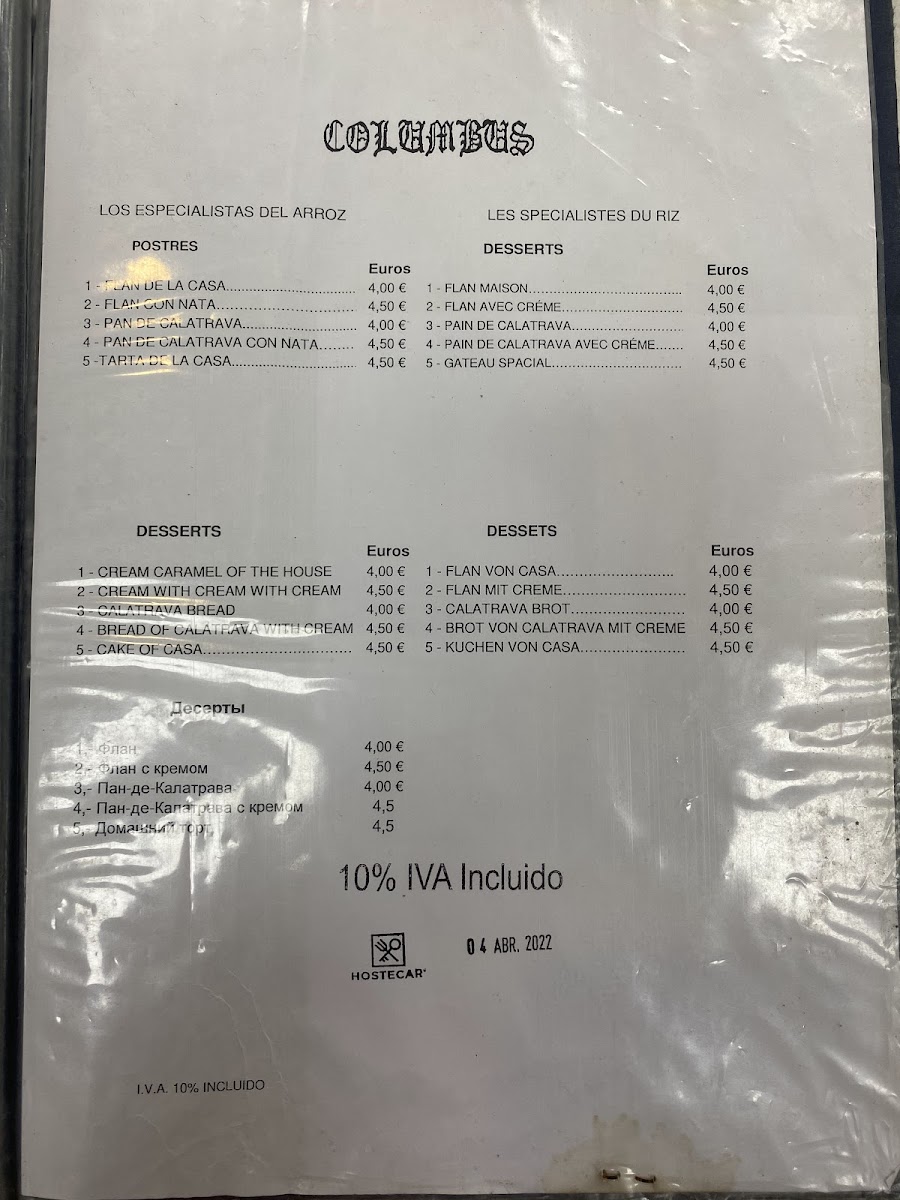 COLUMBUS
LOS ESPECIALISTAS DEL ARROZ
POSTRES
Euros
1 - FLAN DE LA CASA.............................. 4,00 €
2 - FLAN CON NATA................................ 4,50 €
3 - PAN DE CALATRAVA......................... 4,00 €
4 - PAN DE CALATRAVA CON NATA........ 4,50 €
5 -TARTA DE LA CASA........................... 4,50 €
LES SPECIALISTES DU RIZ
DESSERTS
Euros
1 - FLAN MAISON................................... 4,00 €
2 - FLAN AVEC CRÉME........................... 4,50 €
3 - PAIN DE CALATRAVA......................... 4,00 €
4 - PAIN DE CALATRAVA AVEC CRÉME...... 4,50 €
5 - GATEAU SPACIAL............................. 4,50 €
DESSERTS
Euros
1 - CREAM CARAMEL OF THE HOUSE 4,00 €
2 - CREAM WITH CREAM WITH CREAM 4,50 €
3 - CALATRAVA BREAD 4,00 €
4 - BREAD OF CALATRAVA WITH CREAM 4,50 €
5 - CAKE OF CASA................................ 4,50 €
DESSETS
Euros
1 - FLAN VON CASA.......................... 4,00 €
2 - FLAN MIT CREME........................... 4,50 €
3 - CALATRAVA BROT......................... 4,00 €
4 - BROT VON CALATRAVA MIT CREME 4,50 €
5 - KUCHEN VON CASA....................... 4,50 €
Десерты
1,- Флан 4,00 €
2,- Флан с кремом 4,50 €
3,- Пан-де-Калатрава 4,00 €
4,- Пан-де-Калатрава с кремом 4,5
5,- Домашний торт 4,5
10% IVA Incluido
HOSTECAR
04 ABR. 2022
I.V.A. 10% INCLUIDO